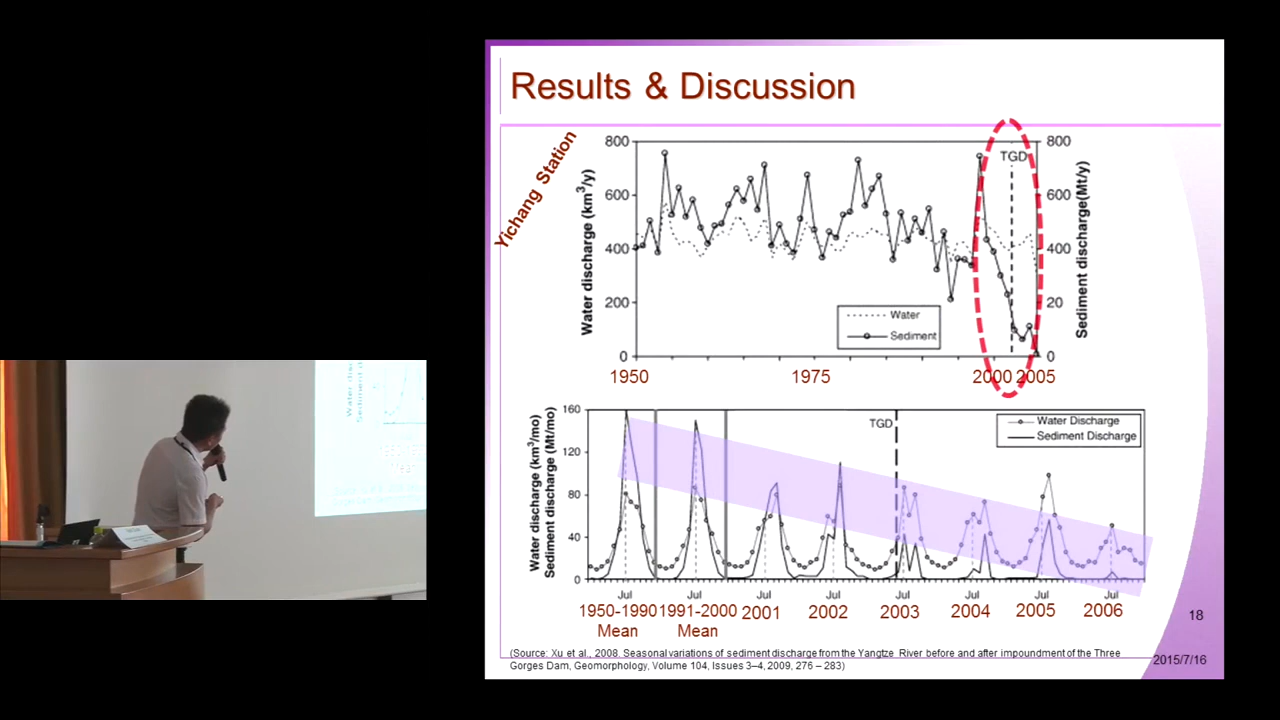 Results & Discussion
Yichang Station
800
600
400
200
0
Water discharge (km³/y)
TGD
800
600
400
20
0
Sediment discharge(Mt/y)
Water
Sediment
1950
1975
2000
2005
160
120
80
40
0
Water discharge (km³/mo)
Sediment discharge (Mt/mo)
TGD
Water Discharge
Sediment Discharge
Jul
Jul
Jul
Jul
Jul
Jul
Jul
Jul
1950-1990 1991-2000 2001 2002 2003 2004 2005 2006
Mean Mean
18
(Source: Xu et al., 2008. Seasonal variations of sediment discharge from the Yangtze River before and after impoundment of the Three
Gorges Dam, Geomorphology, Volume 104, Issues 3–4, 2009, 276 – 283)
2015/7/16